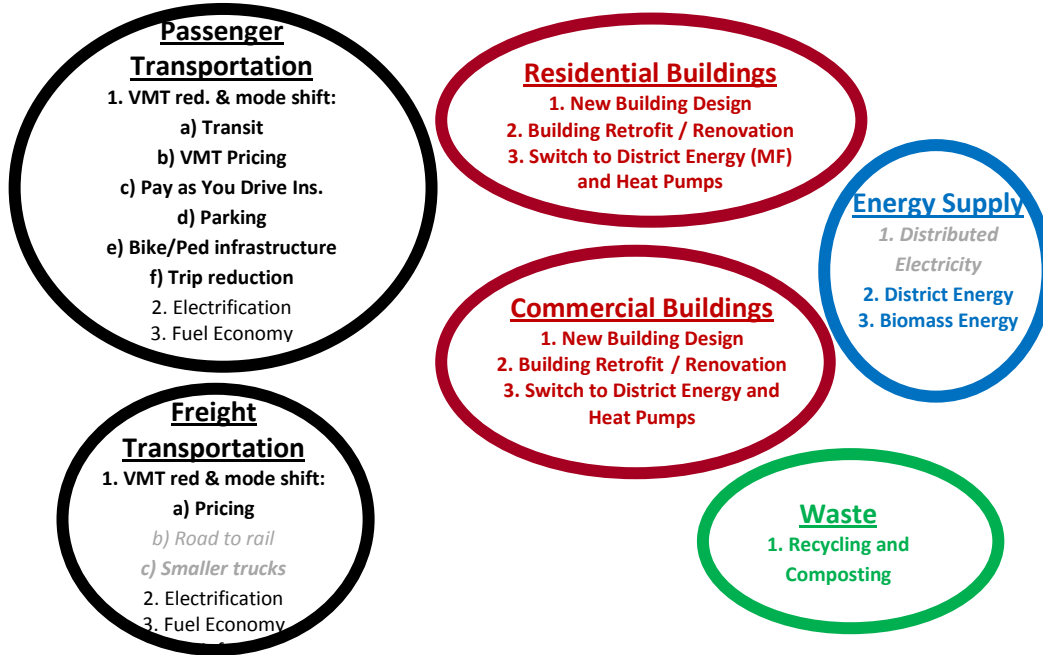 Passenger
Transportation
1. VMT red. & mode shift:
a) Transit
b) VMT Pricing
c) Pay as You Drive Ins.
d) Parking
e) Bike/Ped infrastructure
f) Trip reduction
2. Electrification
3. Fuel Economy
Freight
Transportation
1. VMT red & mode shift:
a) Pricing
b) Road to rail
c) Smaller trucks
2. Electrification
3. Fuel Economy
Residential Buildings
1. New Building Design
2. Building Retrofit / Renovation
3. Switch to District Energy (MF)
and Heat Pumps
Commercial Buildings
1. New Building Design
2. Building Retrofit / Renovation
3. Switch to District Energy and
Heat Pumps
Energy Supply
1. Distributed
Electricity
2. District Energy
3. Biomass Energy
Waste
1. Recycling and
Composting